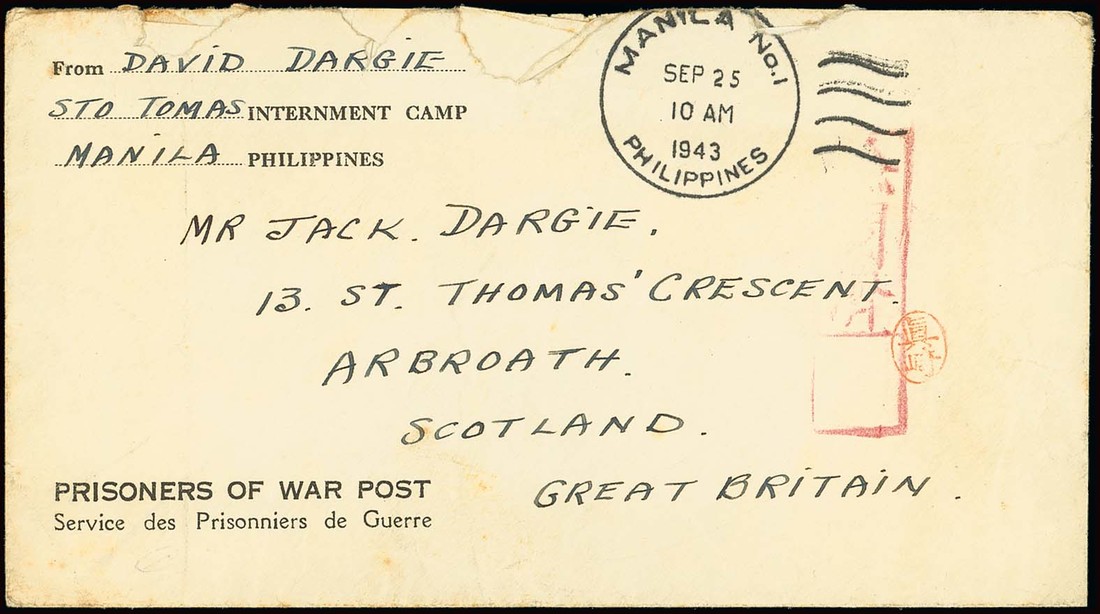 From DAVID DARGIE
STO TOMAS INTERNMENT CAMP
MANILA PHILIPPINES
MANILA No.1
SEP 25
10 AM
1943
PHILIPPINES
MR JACK. DARGIE.
13. ST. THOMAS' CRESCENT.
ARBROATH.
SCOTLAND.
GREAT BRITAIN.
PRISONERS OF WAR POST
Service des Prisonniers de Guerre